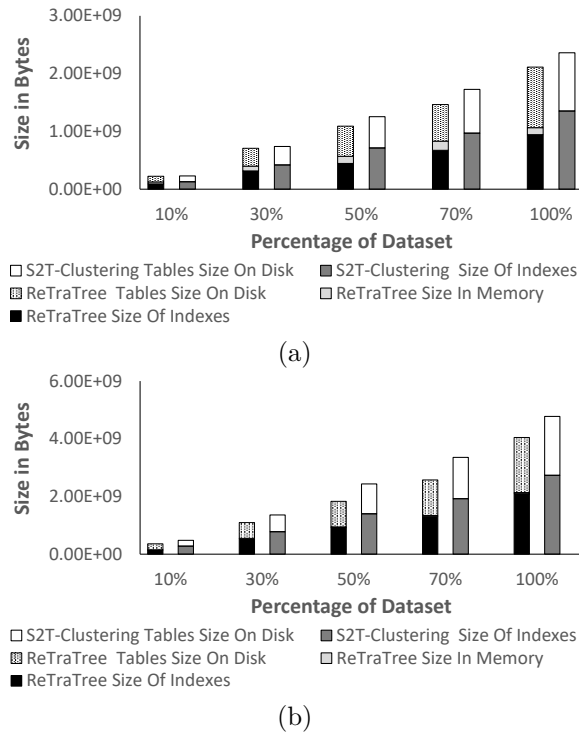 3.00E+09
2.00E+09
1.00E+09
0.00E+00
Size in Bytes
10% 30% 50% 70% 100%
Percentage of Dataset
S2T-Clustering Tables Size On Disk S2T-Clustering Size Of Indexes
ReTraTree Tables Size On Disk ReTraTree Size In Memory
ReTraTree Size Of Indexes
(a)
6.00E+09
4.00E+09
2.00E+09
0.00E+00
Size in Bytes
10% 30% 50% 70% 100%
Percentage of Dataset
S2T-Clustering Tables Size On Disk S2T-Clustering Size Of Indexes
ReTraTree Tables Size On Disk ReTraTree Size In Memory
ReTraTree Size Of Indexes
(b)